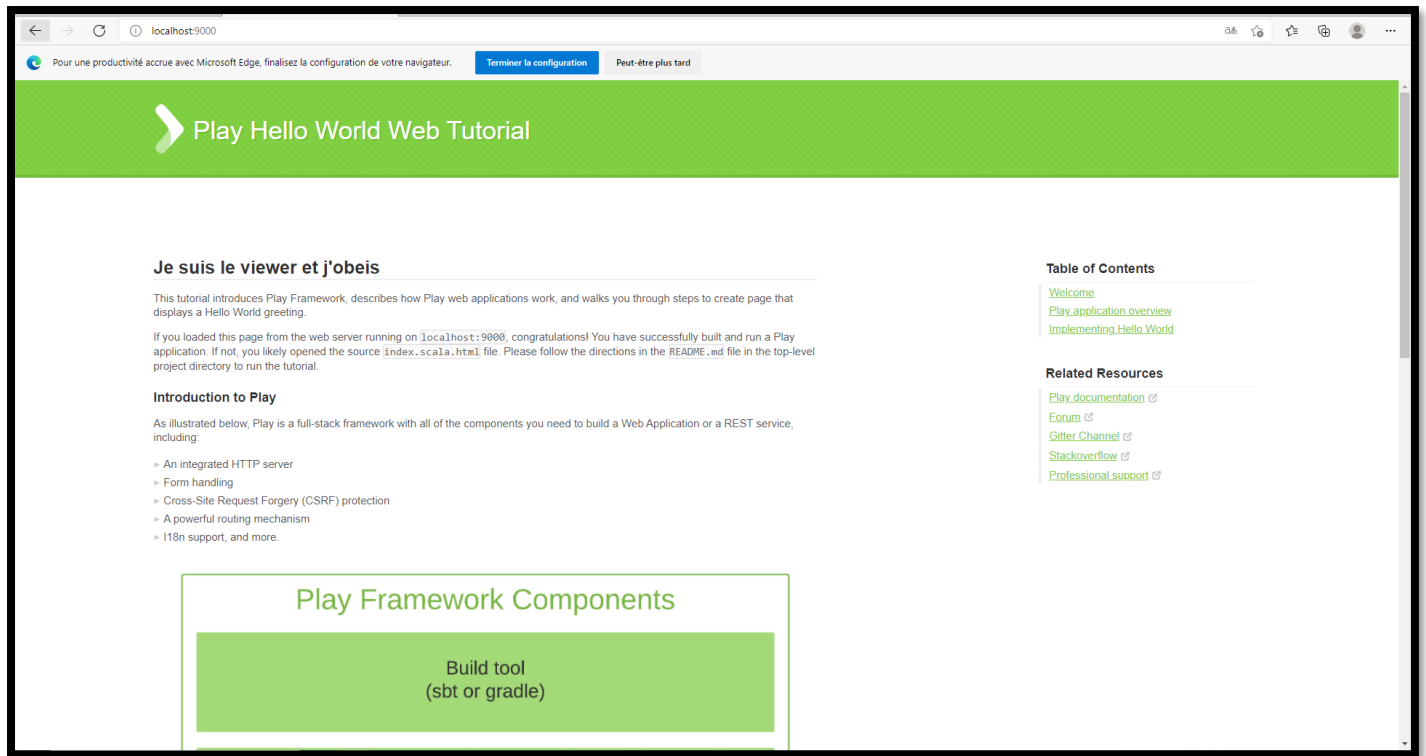 localhost:9000
Pour une productivité accrue avec Microsoft Edge, finalisez la configuration de votre navigateur.
Terminer la configuration
Peut-être plus tard
Play Hello World Web Tutorial
Je suis le viewer et j'obeis
This tutorial introduces Play Framework, describes how Play web applications work, and walks you through steps to create page that
displays a Hello World greeting.
If you loaded this page from the web server running on localhost:9000, congratulations! You have successfully built and run a Play
application. If not, you likely opened the source index.scala.html file. Please follow the directions in the README.md file in the top-level
project directory to run the tutorial.
Introduction to Play
As illustrated below, Play is a full-stack framework with all of the components you need to build a Web Application or a REST service,
including:
An integrated HTTP server
Form handling
Cross-Site Request Forgery (CSRF) protection
A powerful routing mechanism
I18n support, and more.
Play Framework Components
Build tool
(sbt or gradle)
Table of Contents
Welcome
Play application overview
Implementing Hello World
Related Resources
Play documentation
Forum
Gitter Channel
Stackoverflow
Professional support